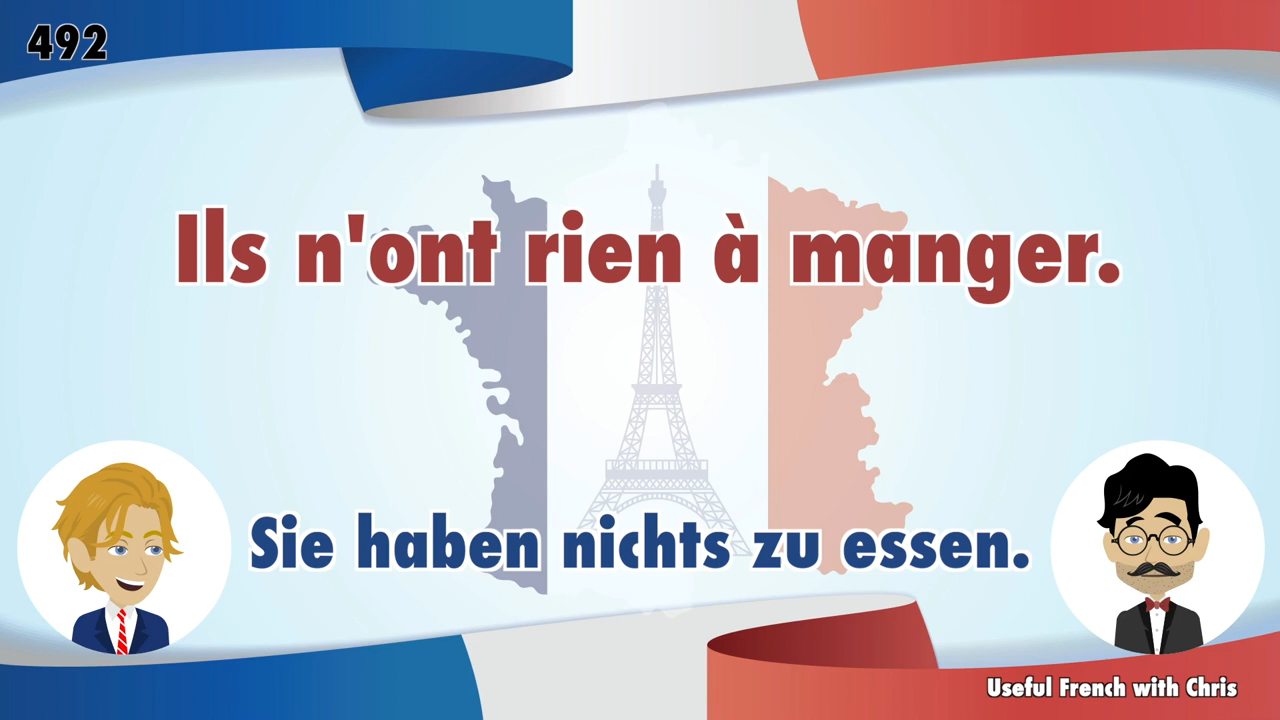 492
Ils n'ont rien à manger.
Sie haben nichts zu essen.
Useful French with Chris